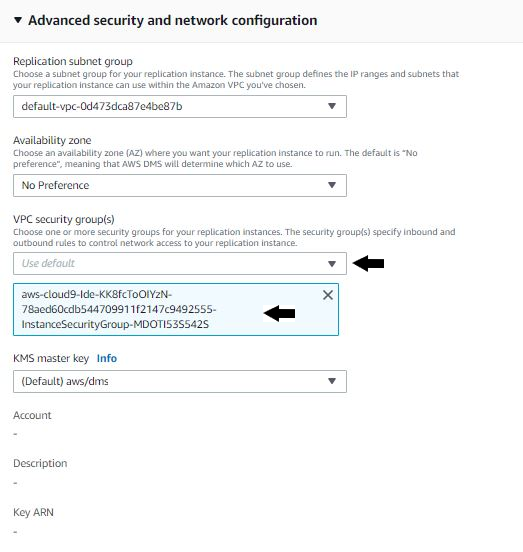 Advanced security and network configuration
Replication subnet group
Choose a subnet group for your replication instance. The subnet group defines the IP ranges and subnets that
your replication instance can use within the Amazon VPC you've chosen.
default-vpc-0d473dca87e4be87b
Availability zone
Choose an availability zone (AZ) where you want your replication instance to run. The default is "No
preference", meaning that AWS DMS will determine which AZ to use.
No Preference
VPC security group(s)
Choose one or more security groups for your replication instances. The security group(s) specify inbound and
outbound rules to control network access to your replication instance.
Use default
aws-cloud9-Ide-KK8fcToOIYzN-
78aed60cdb544709911f2147c9492555-
InstanceSecurityGroup-MDOTI53S542S
KMS master key Info
(Default) aws/dms
Account
-
Description
-
Key ARN
-